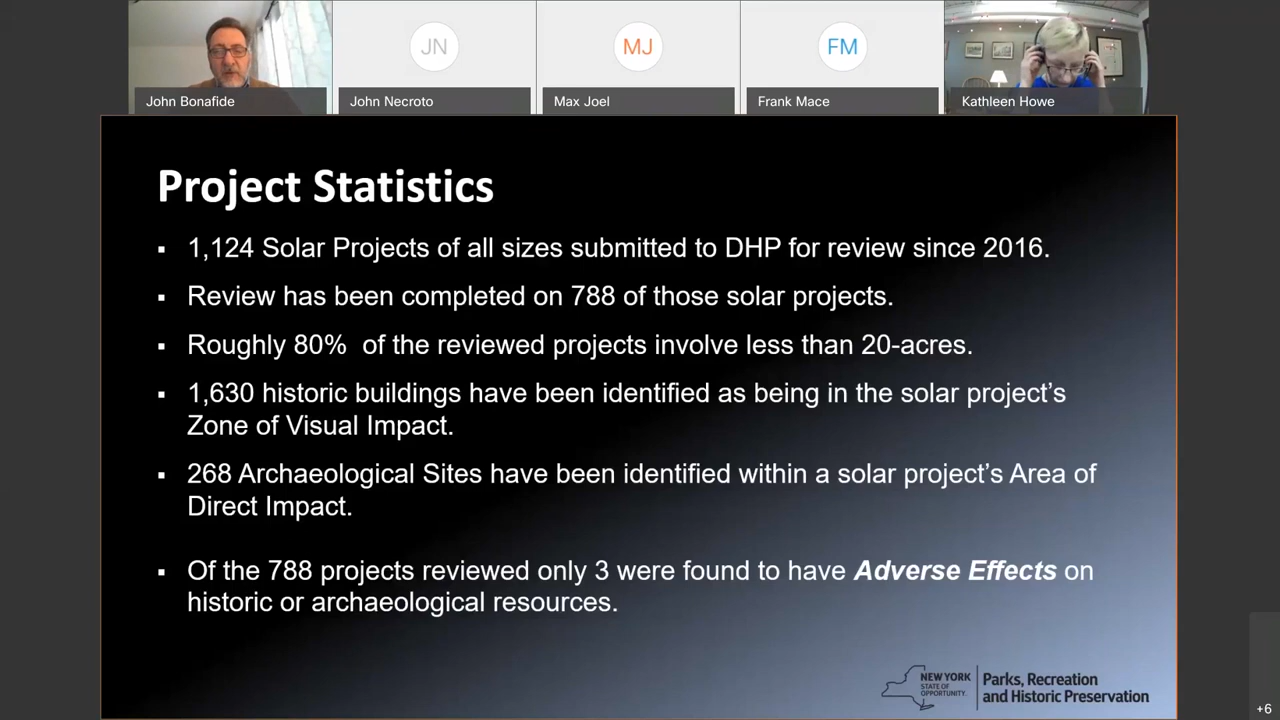 JN
MJ
FM
John Bonafide
John Necroto
Max Joel
Frank Mace
Kathleen Howe
Project Statistics
▪ 1,124 Solar Projects of all sizes submitted to DHP for review since 2016.
▪ Review has been completed on 788 of those solar projects.
▪ Roughly 80%  of the reviewed projects involve less than 20-acres.
▪ 1,630 historic buildings have been identified as being in the solar project’s
Zone of Visual Impact.
▪ 268 Archaeological Sites have been identified within a solar project’s Area of
Direct Impact.
▪ Of the 788 projects reviewed only 3 were found to have Adverse Effects on
historic or archaeological resources.
NEW YORK
STATE OF
OPPORTUNITY.
Parks, Recreation
and Historic Preservation
+6